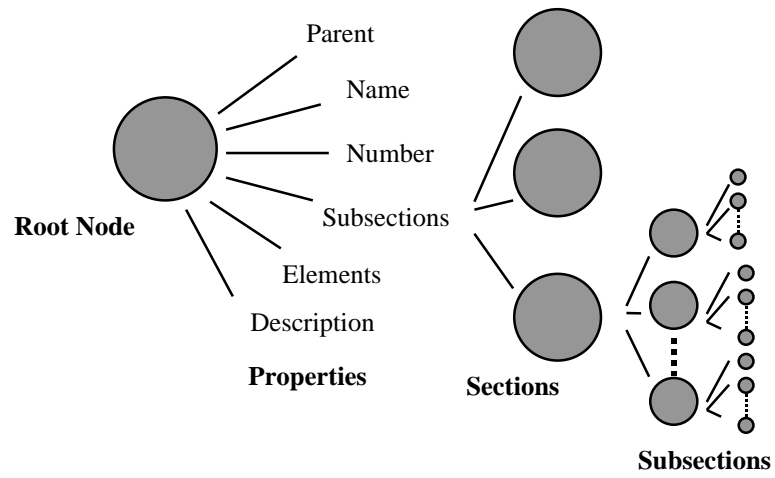 Parent
Name
Number
Subsections
Root Node
Elements
Description
Properties
Sections
Subsections